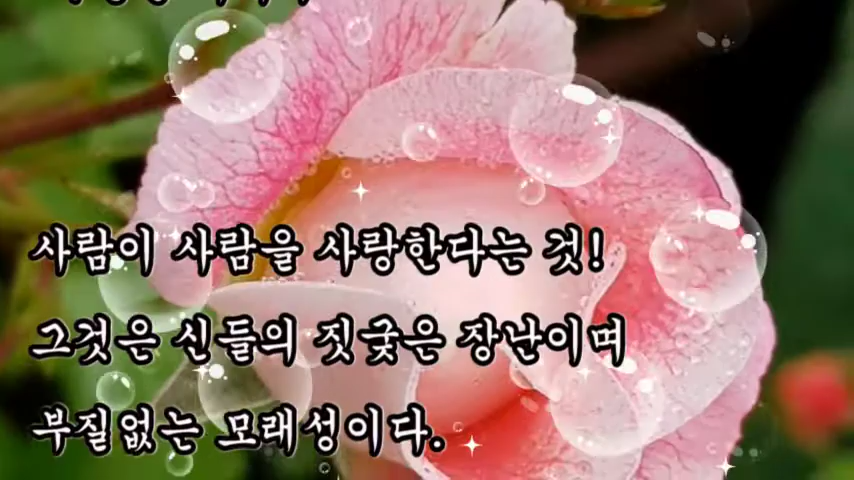 사람이 사람을 사랑한다는 것!
그것은 신들의 짓궂은 장난이며
부질없는 모래성이다.